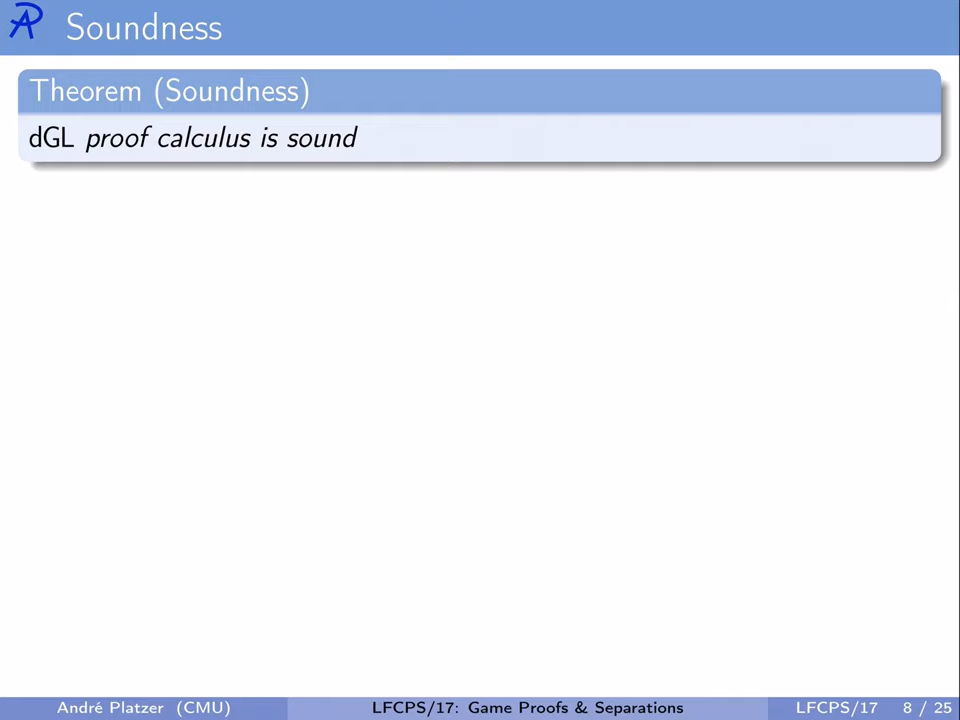 Soundness
Theorem (Soundness)
dGL proof calculus is sound
André Platzer (CMU) LFCPS/17: Game Proofs & Separations LFCPS/17 8 / 25